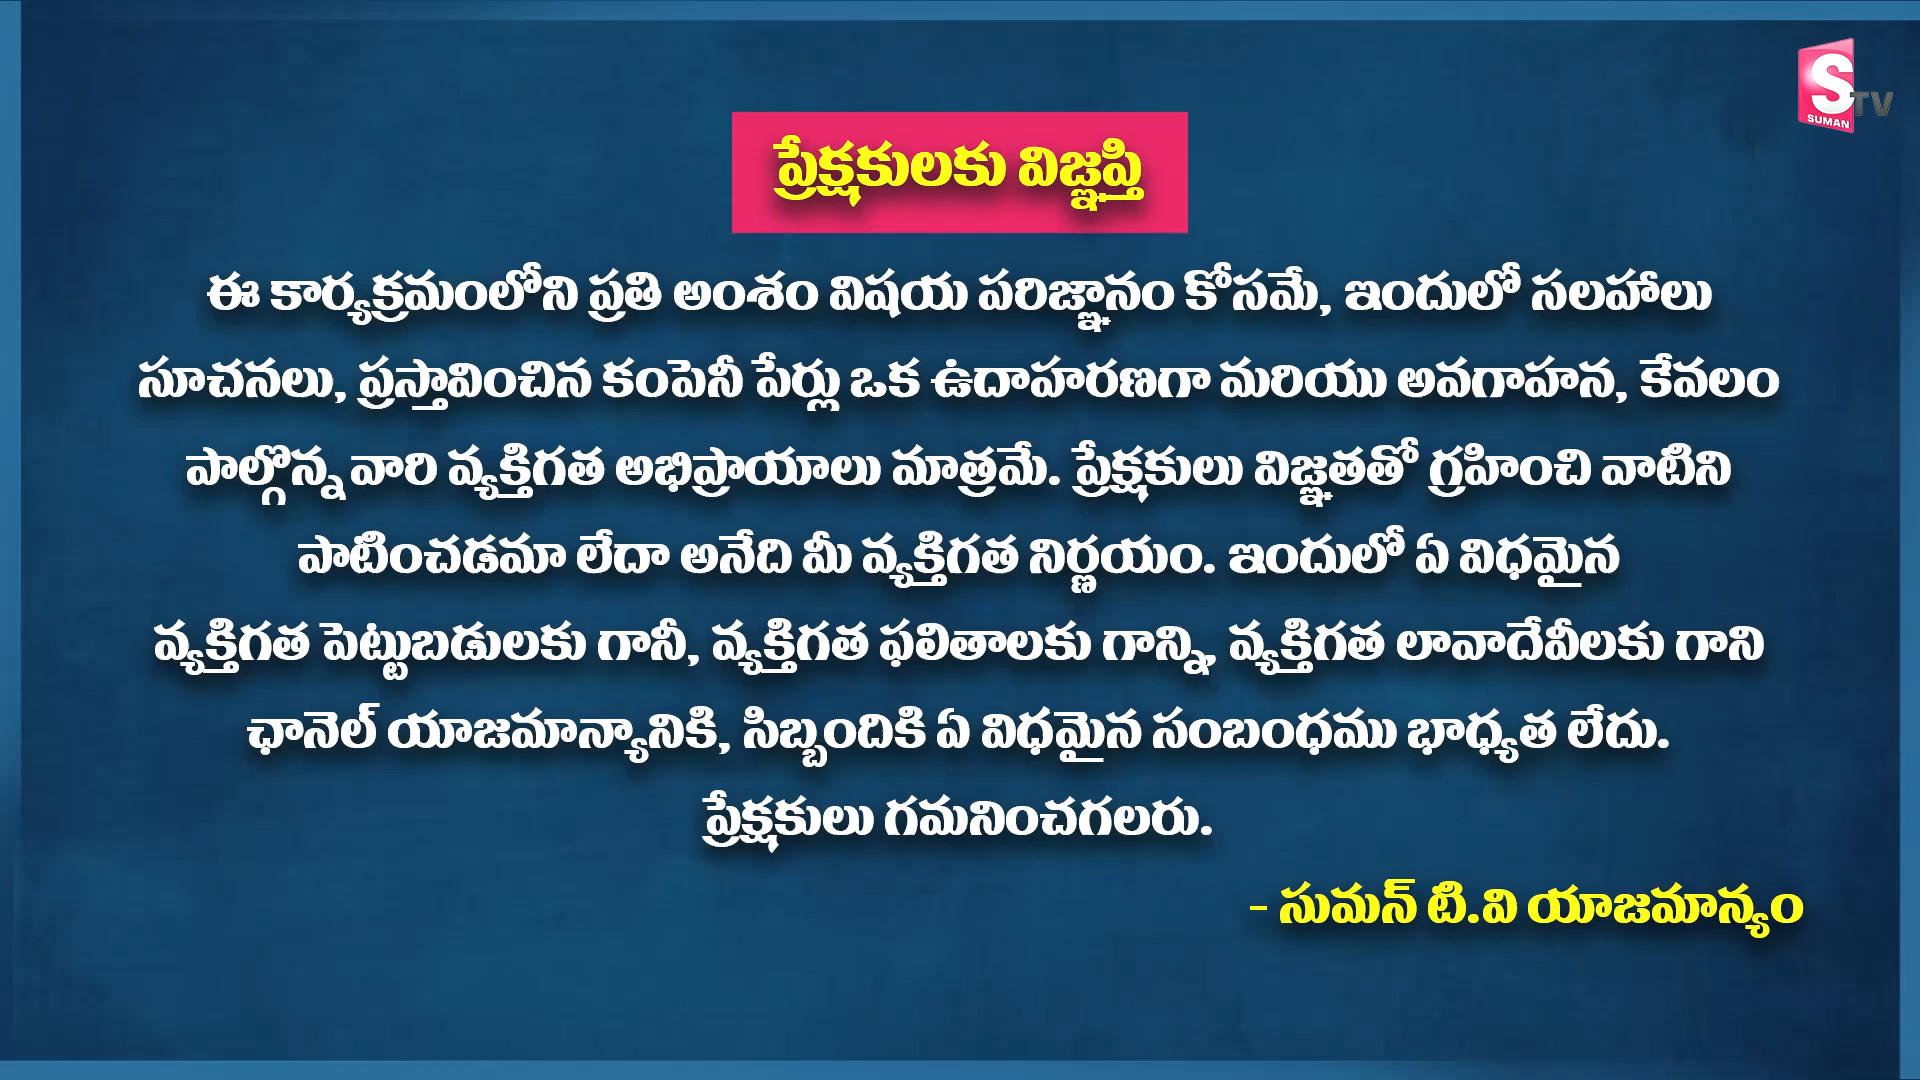 S
SUMAN
TV
ప్రేక్షకులకు విజ్ఞప్తి
ఈ కార్యక్రమంలోని ప్రతి అంశం విషయ పరిజ్ఞానం కోసమే, ఇందులో సలహాలు
సూచనలు, ప్రస్తావించిన కంపెనీ పేర్లు ఒక ఉదాహరణగా మరియు అవగాహన, కేవలం
పాల్గొన్న వారి వ్యక్తిగత అభిప్రాయాలు మాత్రమే. ప్రేక్షకులు విజ్ఞతతో గ్రహించి వాటిని
పాటించడమా లేదా అనేది మీ వ్యక్తిగత నిర్ణయం. ఇందులో ఏ విధమైన
వ్యక్తిగత పెట్టుబడులకు గానీ, వ్యక్తిగత ఫలితాలకు గాన్ని, వ్యక్తిగత లావాదేవీలకు గాని
ఛానెల్ యాజమాన్యానికి, సిబ్బందికి ఏ విధమైన సంబంధము భాధ్యత లేదు.
ప్రేక్షకులు గమనించగలరు.
- సుమన్ టి.వి యాజమాన్యం